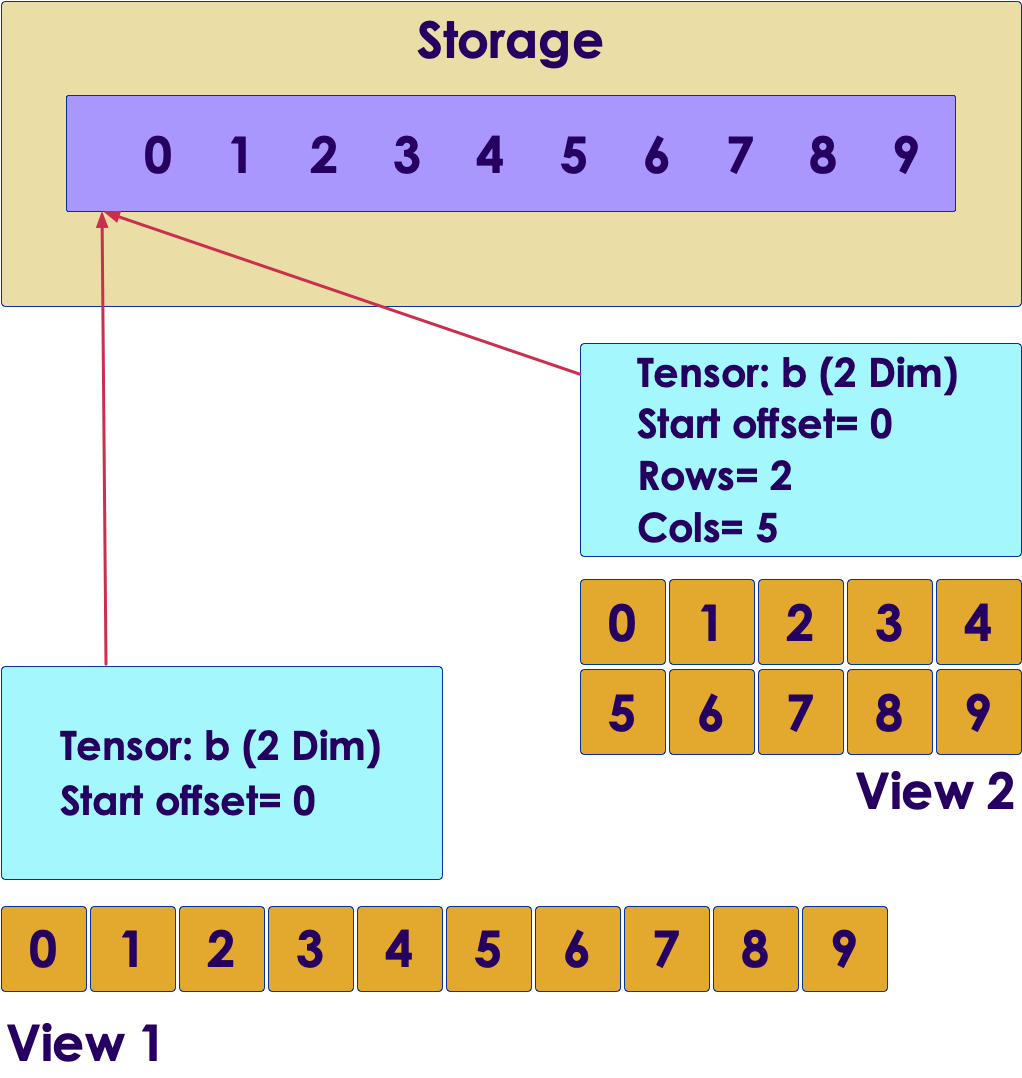 Storage
0 1 2 3 4 5 6 7 8 9
Tensor: b (2 Dim)
Start offset= 0
Rows= 2
Cols= 5
0 1 2 3 4
5 6 7 8 9
View 2
Tensor: b (2 Dim)
Start offset= 0
0 1 2 3 4 5 6 7 8 9
View 1